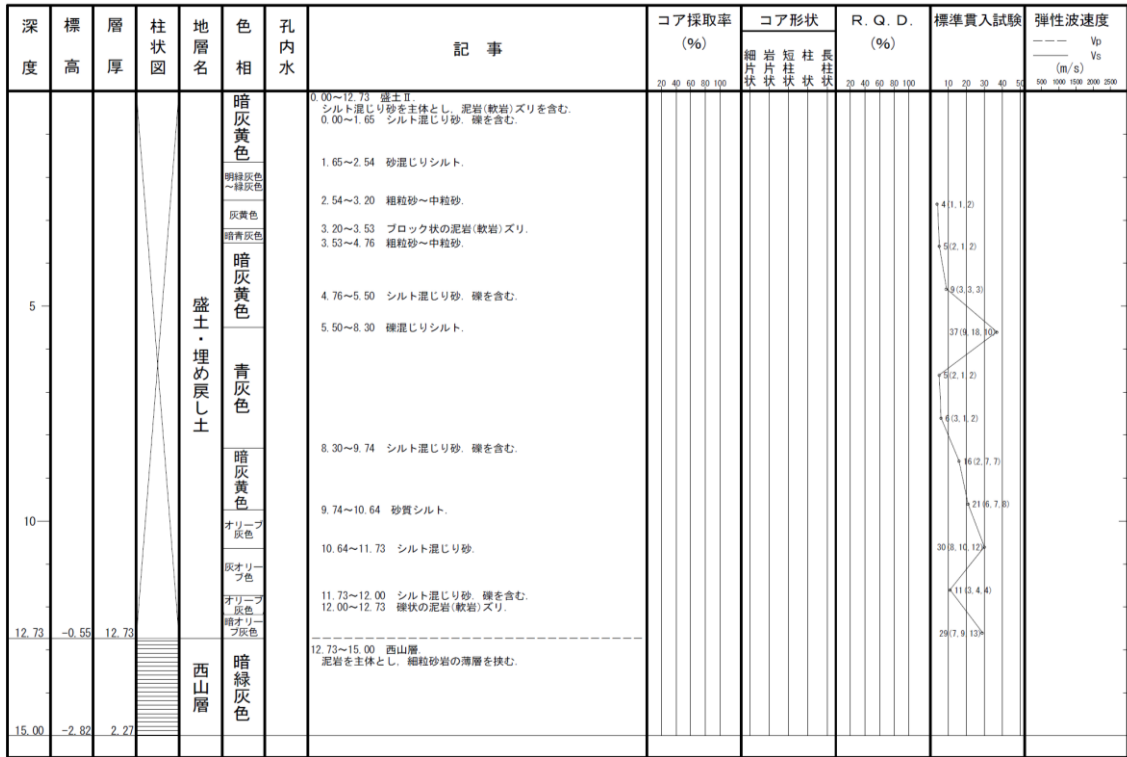 深度
標高
層厚
柱状図
地層名
色相
孔内水
記事
コア採取率
(%)
20 40 60 80 100
コア形状
細片状 岩片状 短柱状 柱状 長柱状
R. Q. D.
(%)
20 40 60 80 100
標準貫入試験
10 20 30 40 50
弾性波速度
Vp
Vs
(m/s)
500 1000 1500 2000 2500
5
10
12.73 -0.55 12.73
15.00 -2.82 2.27
盛土・埋め戻し土
西山層
暗灰黄色
明緑灰色
～緑灰色
灰黄色
暗青灰色
暗灰黄色
青灰色
暗灰黄色
オリーブ
灰色
灰オリー
ブ色
オリーブ
灰色
暗オリー
ブ灰色
暗緑灰色
0.00～12.73 盛土Ⅱ.
シルト混じり砂を主体とし, 泥岩(軟岩)ズリを含む.
0.00～1.65 シルト混じり砂. 礫を含む.
1.65～2.54 砂混じりシルト.
2.54～3.20 粗粒砂～中粒砂.
3.20～3.53 ブロック状の泥岩(軟岩)ズリ.
3.53～4.76 粗粒砂～中粒砂.
4.76～5.50 シルト混じり砂. 礫を含む.
5.50～8.30 礫混じりシルト.
8.30～9.74 シルト混じり砂. 礫を含む.
9.74～10.64 砂質シルト.
10.64～11.73 シルト混じり砂.
11.73～12.00 シルト混じり砂. 礫を含む.
12.00～12.73 礫状の泥岩(軟岩)ズリ.
12.73～15.00 西山層.
泥岩を主体とし, 細粒砂岩の薄層を挟む.
4(1, 1, 2)
5(2, 1, 2)
9(3, 3, 3)
37(9, 18, 10)
5(2, 1, 2)
6(3, 1, 2)
16(2, 7, 7)
21(6, 7, 8)
30(8, 10, 12)
11(3, 4, 4)
29(7, 9, 13)